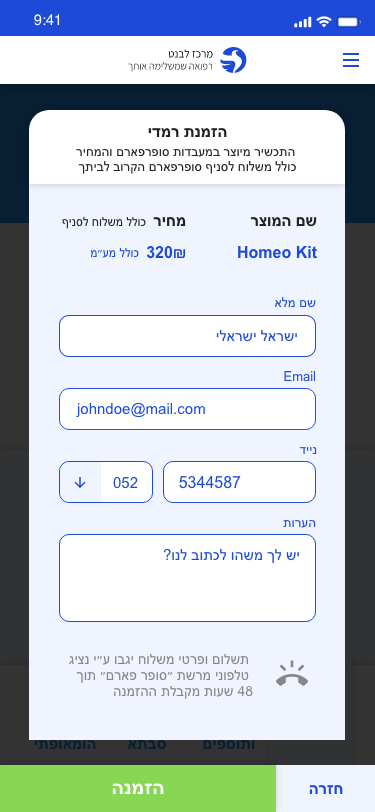 9:41
מרכז לבנט
רפואה שמשלימה אותך
הזמנת רמדי
התכשיר מיוצר במעבדות סופרפארם והמחיר
כולל משלוח לסניף סופרפארם הקרוב לביתך
שם המוצר
מחיר כולל משלוח לסניף
Homeo Kit
320₪ כולל מע״מ
שם מלא
ישראל ישראלי
Email
johndoe@mail.com
נייד
052
5344587
הערות
יש לך משהו לכתוב לנו?
תשלום ופרטי משלוח יגבו ע״י נציג
טלפוני מרשת ״סופר פארם״ תוך
48 שעות מקבלת ההזמנה
ותוספים
סבתא
הומאופתי
חזרה
הזמנה